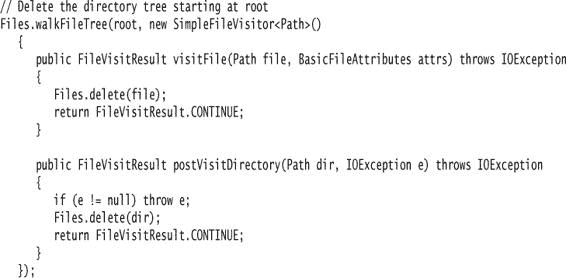 // Delete the directory tree starting at root
Files.walkFileTree(root, new SimpleFileVisitor<Path>()
   {
      public FileVisitResult visitFile(Path file, BasicFileAttributes attrs) throws IOException
      {
         Files.delete(file);
         return FileVisitResult.CONTINUE;
      }

      public FileVisitResult postVisitDirectory(Path dir, IOException e) throws IOException
      {
         if (e != null) throw e;
         Files.delete(dir);
         return FileVisitResult.CONTINUE;
      }
   });